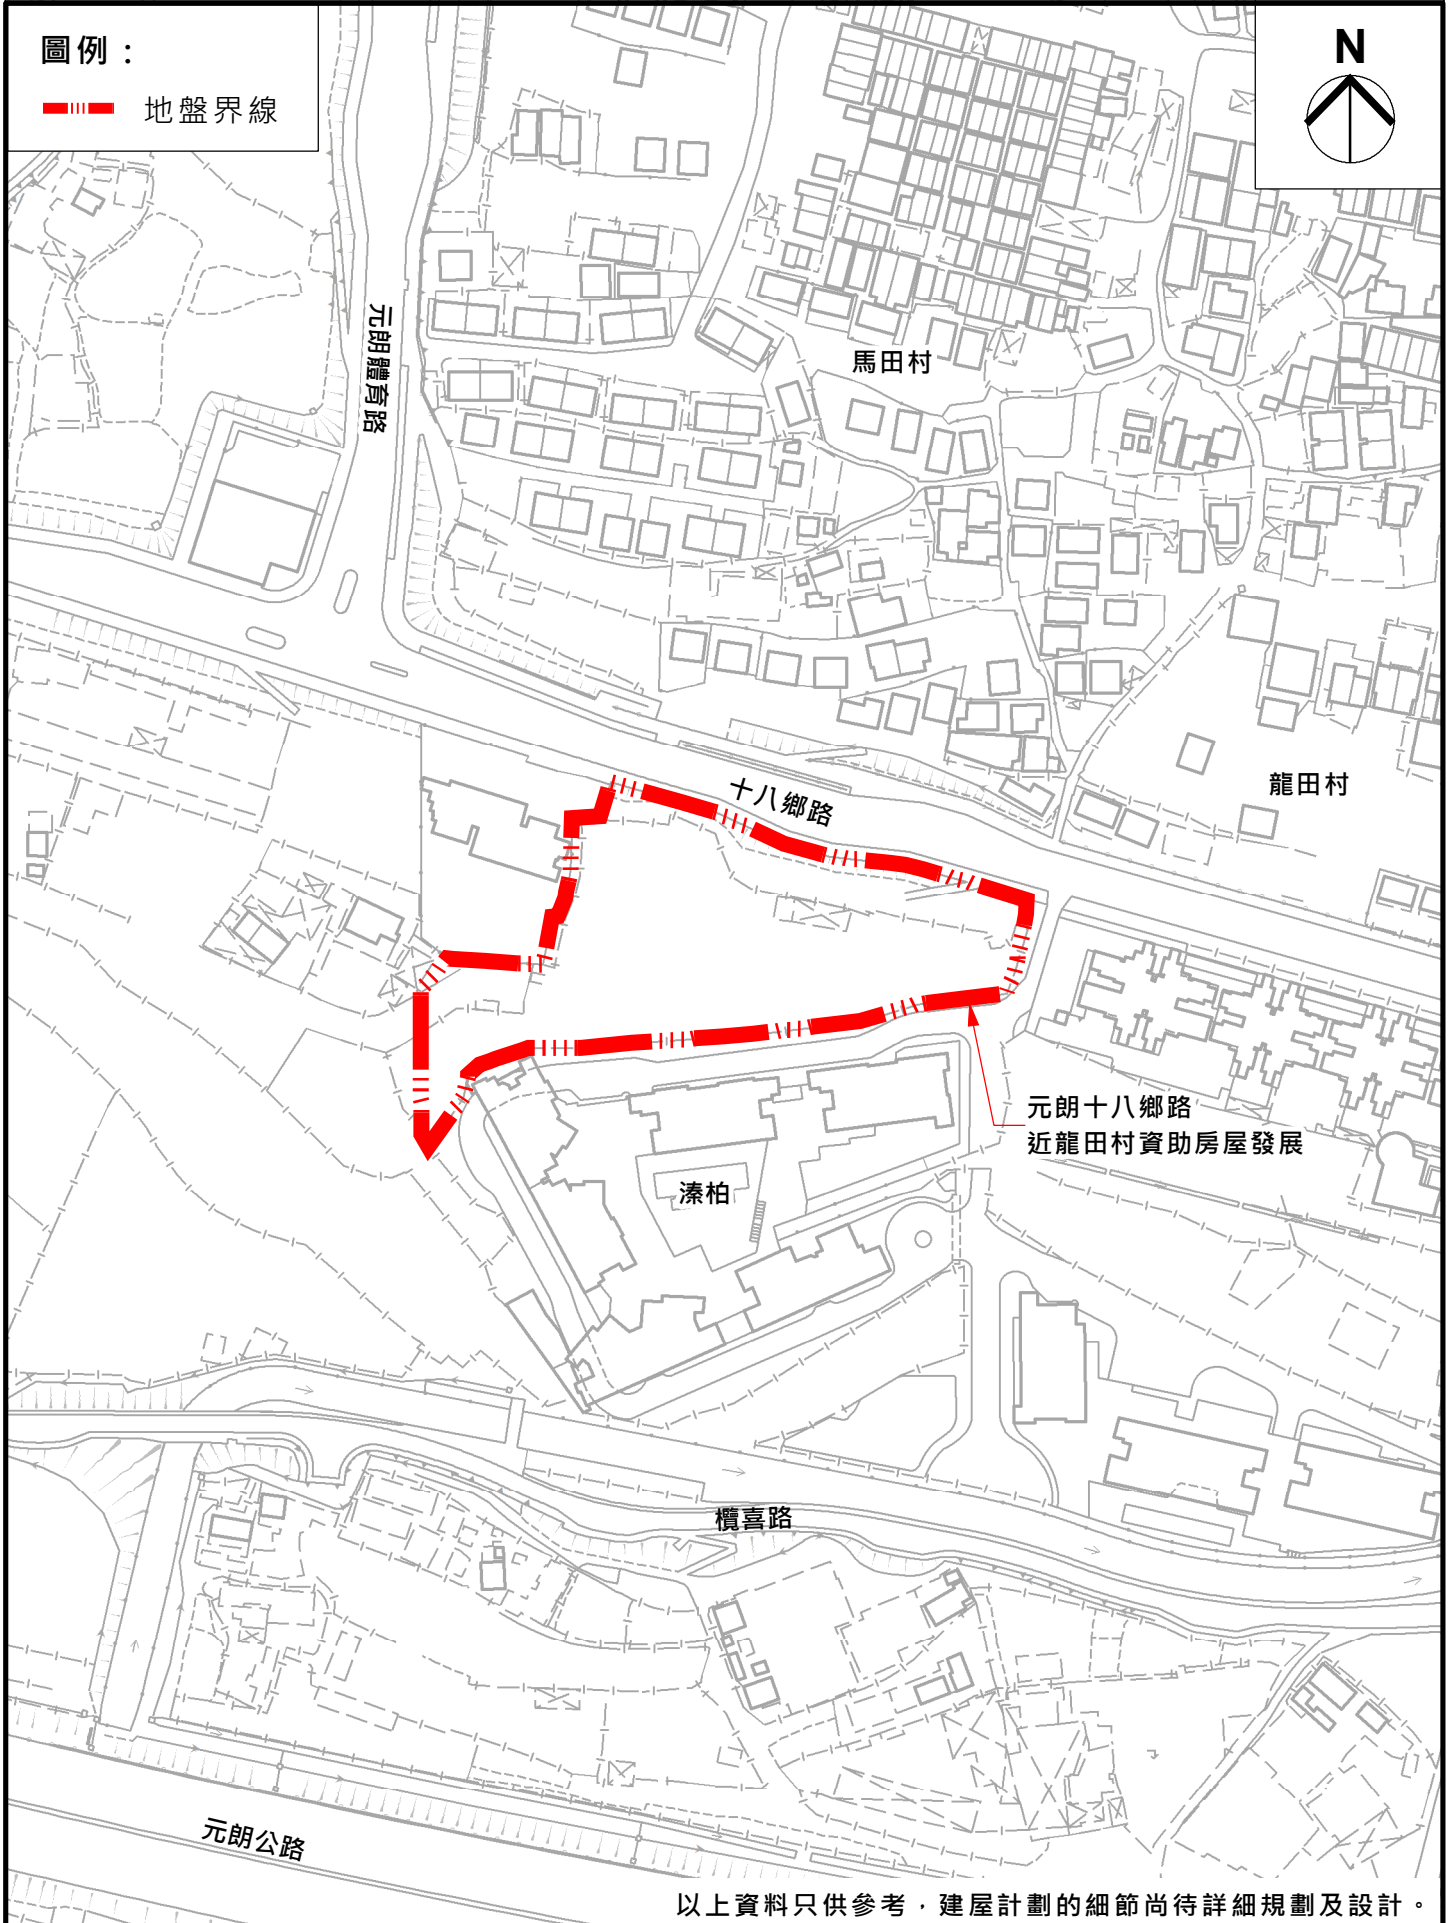 圖例：
地盤界線
N
元朗體育路
馬田村
十八鄉路
龍田村
元朗十八鄉路
近龍田村資助房屋發展
溱柏
欖喜路
元朗公路
以上資料只供參考，建屋計劃的細節尚待詳細規劃及設計。